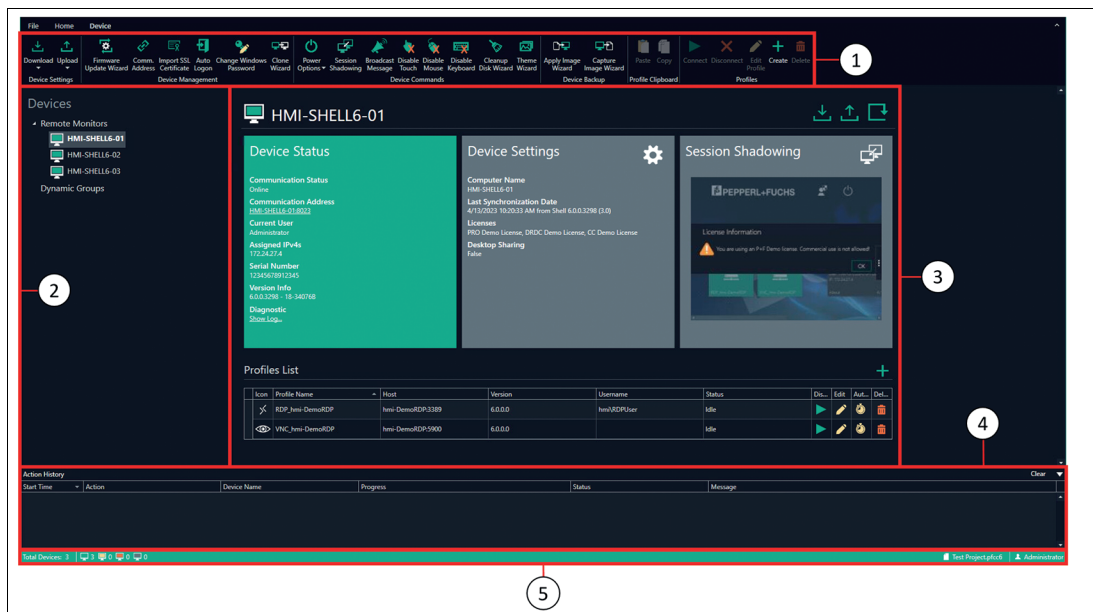 File Home Device
Download Upload Firmware Update Wizard Comm. Address Import SSL Certificate Auto Logon Change Windows Password Clone Wizard Power Options Session Shadowing Broadcast Message Disable Touch Disable Mouse Disable Keyboard Cleanup Disk Wizard Theme Wizard Apply Image Wizard Capture Image Wizard Paste Copy Connect Disconnect Edit Profile Create Delete
Device Settings Device Management Device Commands Device Backup Profile Clipboard Profiles
1
Devices
Remote Monitors
HMI-SHELL6-01
HMI-SHELL6-02
HMI-SHELL6-03
Dynamic Groups
2
HMI-SHELL6-01
Device Status
Communication Status
Online
Communication Address
HMI-SHELL6-01:8023
Current User
Administrator
Assigned IPv4s
172.24.27.4
Serial Number
12345678912345
Version Info
6.0.0.3298 - 18-340768
Diagnostic
Show Log...
Device Settings
Computer Name
HMI-SHELL6-01
Last Synchronization Date
4/13/2023 10:20:33 AM from Shell 6.0.0.3298 (3.0)
Licenses
PRO Demo License, DRDC Demo License, CC Demo License
Desktop Sharing
False
Session Shadowing
PEPPERL+FUCHS
License Information
You are using an P+F Demo license. Commercial use is not allowed!
OK
3
Profiles List
Icon Profile Name Host Version Username Status Dis... Edit Aut... Del...
RDP_hmi-DemoRDP hmi-DemoRDP:3389 6.0.0.0 hmi\RDPUser Idle
VNC_hmi-DemoRDP hmi-DemoRDP:5900 6.0.0.0 Idle
4
Action History Clear
Start Time Action Device Name Progress Status Message
Total Devices: 3 3 0 0 0 Test Project.pfcc6 Administrator
5